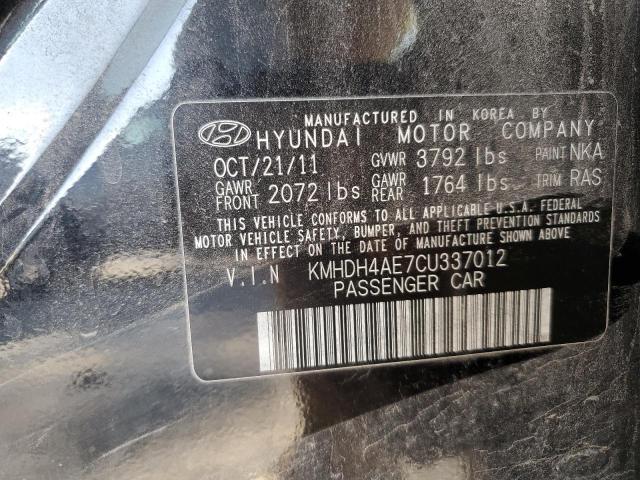 MANUFACTURED IN KOREA BY
HYUNDAI MOTOR COMPANY
OCT/21/11 GVWR 3792 lbs PAINT NKA
GAWR FRONT 2072 lbs GAWR REAR 1764 lbs TRIM RAS
THIS VEHICLE CONFORMS TO ALL APPLICABLE U.S.A. FEDERAL
MOTOR VEHICLE SAFETY, BUMPER, AND THEFT PREVENTION STANDARDS
IN EFFECT ON THE DATE OF MANUFACTURE SHOWN ABOVE
V.I.N KMHDH4AE7CU337012
PASSENGER CAR